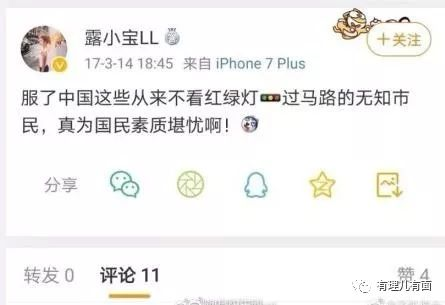 露小宝LL
+关注
17-3-14 18:45 来自 iPhone 7 Plus
服了中国这些从来不看红绿灯🚥过马路的无知市
民，真为国民素质堪忧啊！
分享
转发 0 评论 11 赞 4
有理儿有面